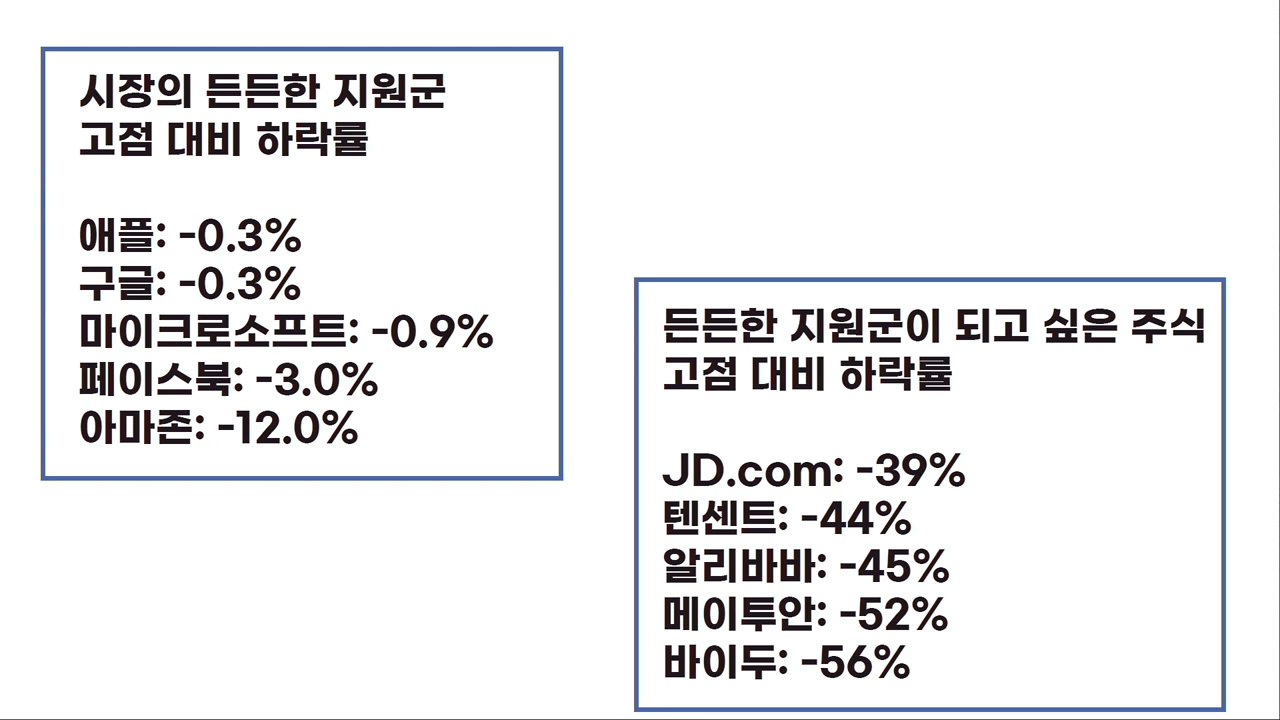 시장의 든든한 지원군
고점 대비 하락률
애플: -0.3%
구글: -0.3%
마이크로소프트: -0.9%
페이스북: -3.0%
아마존: -12.0%
든든한 지원군이 되고 싶은 주식
고점 대비 하락률
JD.com: -39%
텐센트: -44%
알리바바: -45%
메이투안: -52%
바이두: -56%